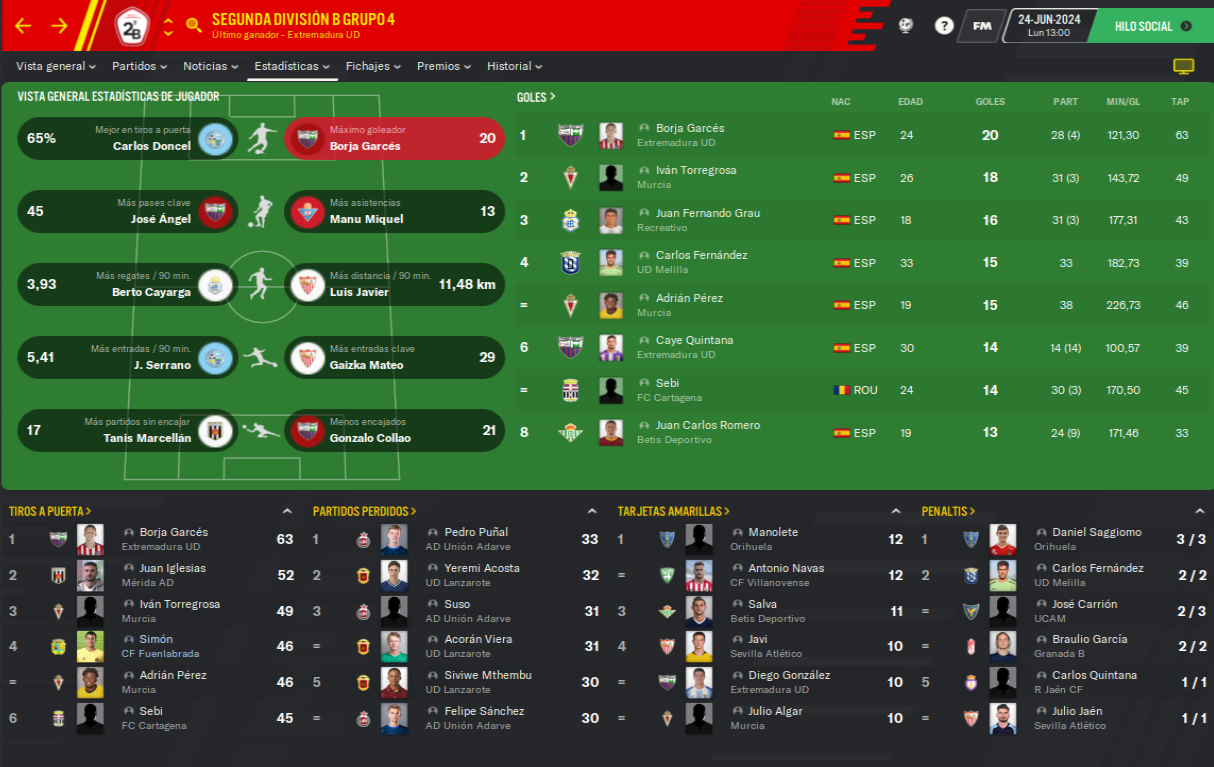 SEGUNDA DIVISIÓN B GRUPO 4
Último ganador - Extremadura UD
2B
?
FM
24-JUN-2024
Lun 13:00
HILO SOCIAL
Vista general Partidos Noticias Estadísticas Fichajes Premios Historial
VISTA GENERAL ESTADÍSTICAS DE JUGADOR
65% Mejor en tiros a puerta
Carlos Doncel
Máximo goleador
Borja Garcés 20
45 Más pases clave
José Ángel
Más asistencias
Manu Miquel 13
3,93 Más regates / 90 min.
Berto Cayarga
Más distancia / 90 min.
Luis Javier 11,48 km
5,41 Más entradas / 90 min.
J. Serrano
Más entradas clave
Gaizka Mateo 29
17 Más partidos sin encajar
Tanis Marcellán
Menos encajados
Gonzalo Collao 21
GOLES > NAC EDAD GOLES PART MIN/GL TAP
1 Borja Garcés
Extremadura UD
ESP 24 20 28 (4) 121,30 63
2 Iván Torregrosa
Murcia
ESP 26 18 31 (3) 143,72 49
3 Juan Fernando Grau
Recreativo
ESP 18 16 31 (3) 177,31 43
4 Carlos Fernández
UD Melilla
ESP 33 15 33 182,73 39
= Adrián Pérez
Murcia
ESP 19 15 38 226,73 46
6 Caye Quintana
Extremadura UD
ESP 30 14 14 (14) 100,57 39
= Sebi
FC Cartagena
ROU 24 14 30 (3) 170,50 45
8 Juan Carlos Romero
Betis Deportivo
ESP 19 13 24 (9) 171,46 33
TIROS A PUERTA >
1 Borja Garcés 63
Extremadura UD
2 Juan Iglesias 52
Mérida AD
3 Iván Torregrosa 49
Murcia
4 Simón 46
CF Fuenlabrada
= Adrián Pérez 46
Murcia
6 Sebi 45
FC Cartagena
PARTIDOS PERDIDOS >
1 Pedro Puñal 33
AD Unión Adarve
2 Yeremi Acosta 32
UD Lanzarote
3 Suso 31
AD Unión Adarve
= Acorán Viera 31
UD Lanzarote
5 Siviwe Mthembu 30
UD Lanzarote
= Felipe Sánchez 30
AD Unión Adarve
TARJETAS AMARILLAS >
1 Manolete 12
Orihuela
= Antonio Navas 12
CF Villanovense
3 Salva 11
Betis Deportivo
4 Javi 10
Sevilla Atlético
= Diego González 10
Extremadura UD
= Julio Algar 10
Murcia
PENALTIS >
1 Daniel Saggiomo 3 / 3
Orihuela
2 Carlos Fernández 2 / 2
UD Melilla
= José Carrión 2 / 3
UCAM
= Braulio García 2 / 2
Granada B
5 Carlos Quintana 1 / 1
R Jaén CF
= Julio Jaén 1 / 1
Sevilla Atlético